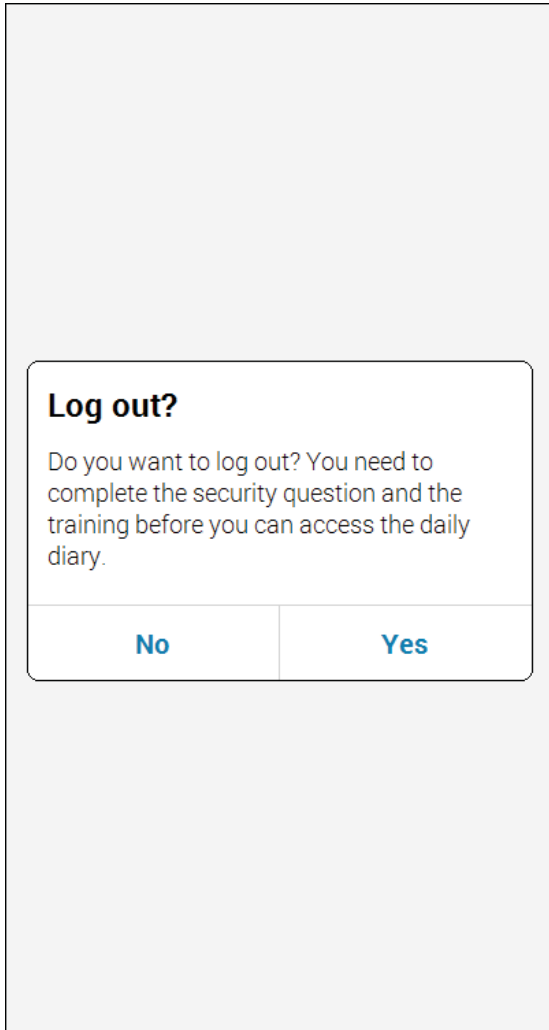 Log out?
Do you want to log out? You need to
complete the security question and the
training before you can access the daily
diary.
No
Yes